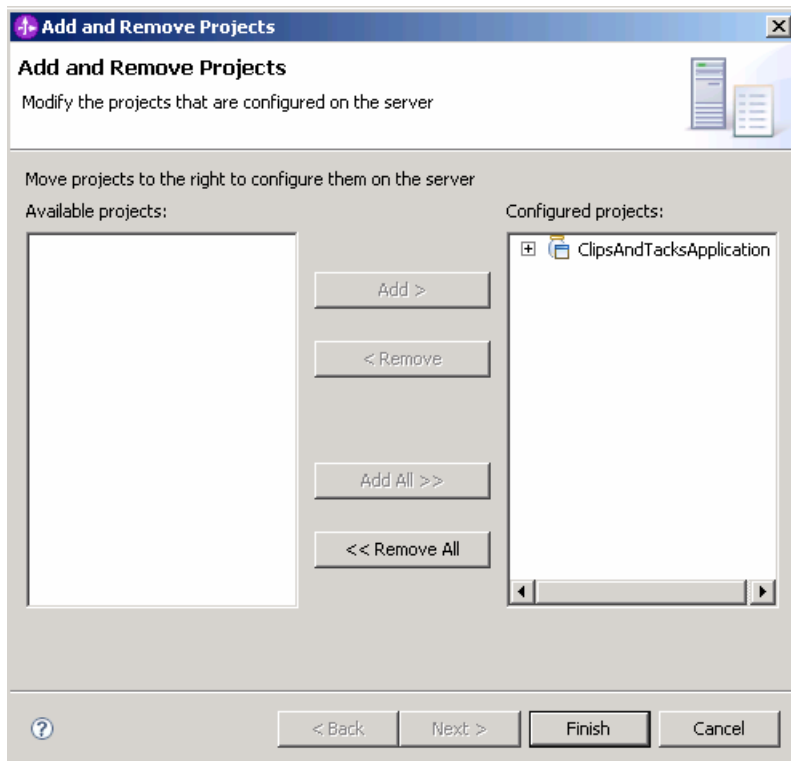 Add and Remove Projects
Add and Remove Projects
Modify the projects that are configured on the server
Move projects to the right to configure them on the server
Available projects:
Configured projects:
ClipsAndTacksApplication
Add >
< Remove
Add All >>
<< Remove All
?
< Back
Next >
Finish
Cancel